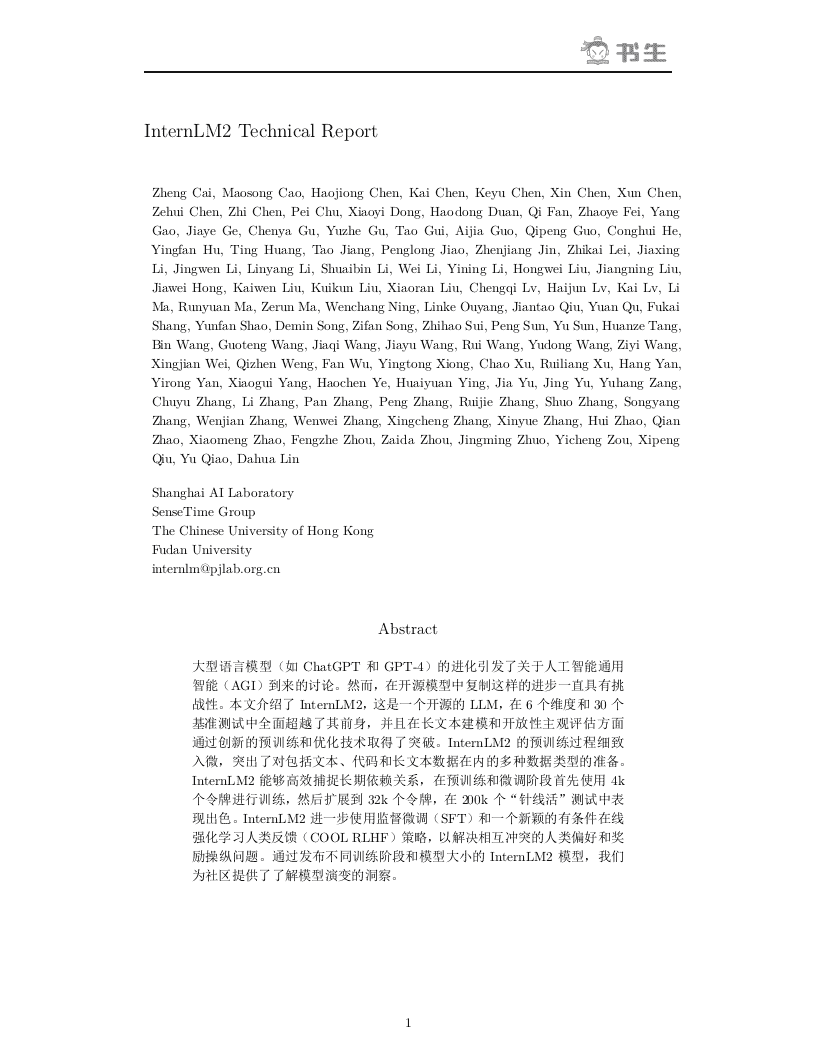 书生
InternLM2 Technical Report
Zheng Cai, Maosong Cao, Haojiong Chen, Kai Chen, Keyu Chen, Xin Chen, Xun Chen,
Zehui Chen, Zhi Chen, Pei Chu, Xiaoyi Dong, Haodong Duan, Qi Fan, Zhaoye Fei, Yang
Gao, Jiaye Ge, Chenya Gu, Yuzhe Gu, Tao Gui, Aijia Guo, Qipeng Guo, Conghui He,
Yingfan Hu, Ting Huang, Tao Jiang, Penglong Jiao, Zhenjiang Jin, Zhikai Lei, Jiaxing
Li, Jingwen Li, Linyang Li, Shuaibin Li, Wei Li, Yining Li, Hongwei Liu, Jiangning Liu,
Jiawei Hong, Kaiwen Liu, Kuikun Liu, Xiaoran Liu, Chengqi Lv, Haijun Lv, Kai Lv, Li
Ma, Runyuan Ma, Zerun Ma, Wenchang Ning, Linke Ouyang, Jiantao Qiu, Yuan Qu, Fukai
Shang, Yunfan Shao, Demin Song, Zifan Song, Zhihao Sui, Peng Sun, Yu Sun, Huanze Tang,
Bin Wang, Guoteng Wang, Jiaqi Wang, Jiayu Wang, Rui Wang, Yudong Wang, Ziyi Wang,
Xingjian Wei, Qizhen Weng, Fan Wu, Yingtong Xiong, Chao Xu, Ruiliang Xu, Hang Yan,
Yirong Yan, Xiaogui Yang, Haochen Ye, Huaiyuan Ying, Jia Yu, Jing Yu, Yuhang Zang,
Chuyu Zhang, Li Zhang, Pan Zhang, Peng Zhang, Ruijie Zhang, Shuo Zhang, Songyang
Zhang, Wenjian Zhang, Wenwei Zhang, Xingcheng Zhang, Xinyue Zhang, Hui Zhao, Qian
Zhao, Xiaomeng Zhao, Fengzhe Zhou, Zaida Zhou, Jingming Zhuo, Yicheng Zou, Xipeng
Qiu, Yu Qiao, Dahua Lin
Shanghai AI Laboratory
SenseTime Group
The Chinese University of Hong Kong
Fudan University
internlm@pjlab.org.cn
Abstract
大型语言模型（如 ChatGPT 和 GPT-4）的进化引发了关于人工智能通用
智能（AGI）到来的讨论。然而，在开源模型中复制这样的进步一直具有挑
战性。本文介绍了 InternLM2，这是一个开源的 LLM，在 6 个维度和 30 个
基准测试中全面超越了其前身，并且在长文本建模和开放性主观评估方面
通过创新的预训练和优化技术取得了突破。InternLM2 的预训练过程细致
入微，突出了对包括文本、代码和长文本数据在内的多种数据类型的准备。
InternLM2 能够高效捕捉长期依赖关系，在预训练和微调阶段首先使用 4k
个令牌进行训练，然后扩展到 32k 个令牌，在 200k 个“针线活”测试中表
现出色。InternLM2 进一步使用监督微调（SFT）和一个新颖的有条件在线
强化学习人类反馈（COOL RLHF）策略，以解决相互冲突的人类偏好和奖
励操纵问题。通过发布不同训练阶段和模型大小的 InternLM2 模型，我们
为社区提供了了解模型演变的洞察。
1